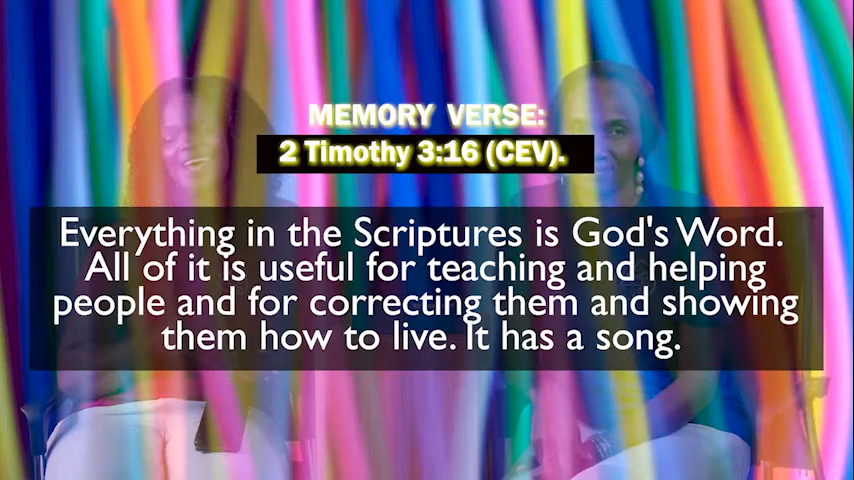 MEMORY VERSE:
2 Timothy 3:16 (CEV).
Everything in the Scriptures is God's Word.
All of it is useful for teaching and helping
people and for correcting them and showing
them how to live. It has a song.